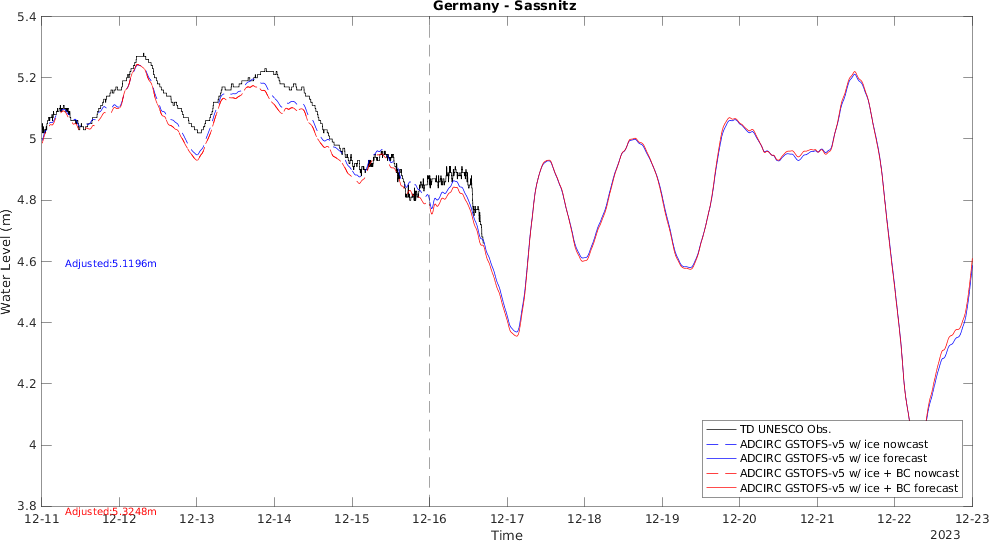 Germany - Sassnitz
5.4
5.2
5
4.8
4.6
4.4
4.2
4
3.8
Water Level (m)
Adjusted:5.1196m
Adjusted:5.3248m
TD UNESCO Obs.
ADCIRC GSTOFS-v5 w/ ice nowcast
ADCIRC GSTOFS-v5 w/ ice forecast
ADCIRC GSTOFS-v5 w/ ice + BC nowcast
ADCIRC GSTOFS-v5 w/ ice + BC forecast
12-11 12-12 12-13 12-14 12-15 12-16 12-17 12-18 12-19 12-20 12-21 12-22 12-23
Time
2023